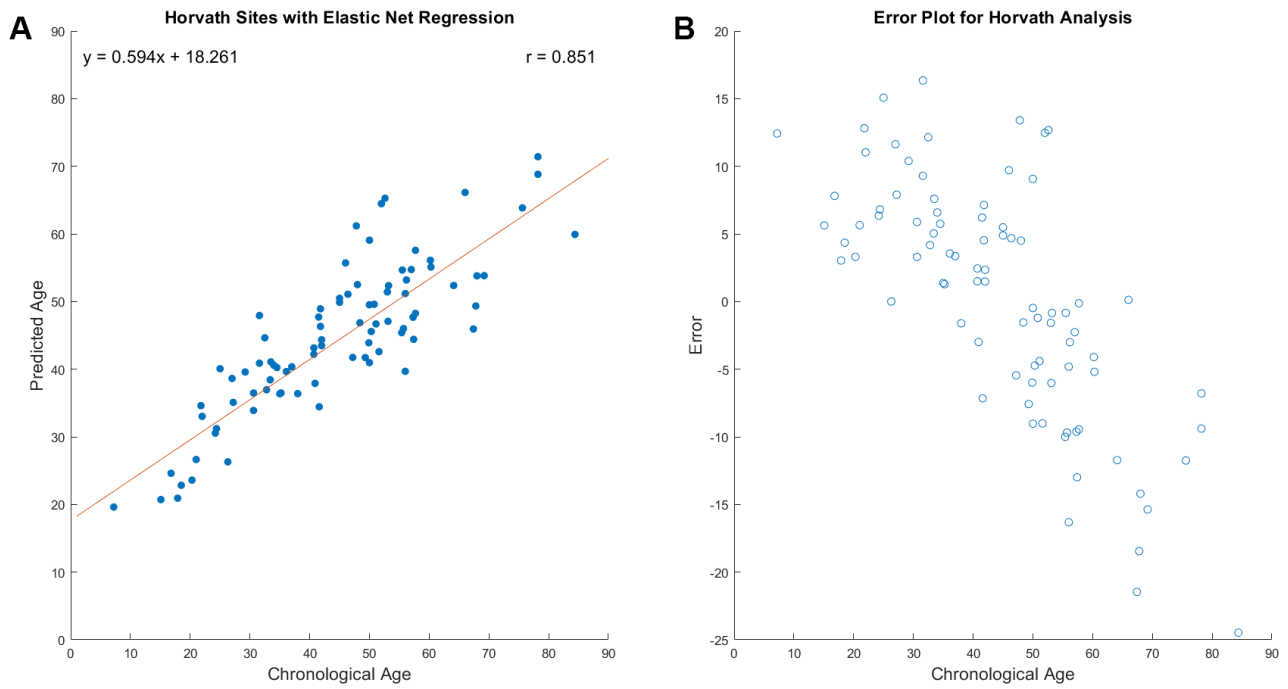 A
Horvath Sites with Elastic Net Regression
y = 0.594x + 18.261
r = 0.851
90
80
70
60
50
40
30
20
10
0
Predicted Age
0 10 20 30 40 50 60 70 80 90
Chronological Age
B
Error Plot for Horvath Analysis
20
15
10
5
0
-5
-10
-15
-20
-25
Error
0 10 20 30 40 50 60 70 80 90
Chronological Age